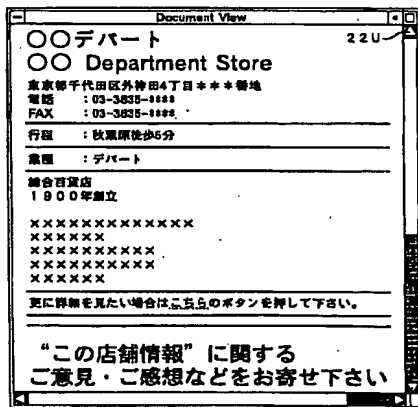 Document View
〇〇デパート
22U
〇〇 Department Store
東京都千代田区外神田4丁目***番地
電話 : 03-3835-****
FAX : 03-3835-****
行程 : 秋葉原徒歩5分
業種 : デパート
総合百貨店
1900年創立
×××××××××××××
××××××
××××××××××
××××××××××
××××××
更に詳細を見たい場合はこちらのボタンを押して下さい。
“この店舗情報”に関する
ご意見・ご感想などをお寄せ下さい